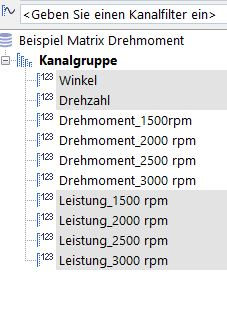 <Geben Sie einen Kanalfilter ein>
Beispiel Matrix Drehmoment
Kanalgruppe
123 Winkel
123 Drehzahl
123 Drehmoment_1500rpm
123 Drehmoment_2000 rpm
123 Drehmoment_2500 rpm
123 Drehmoment_3000 rpm
123 Leistung_1500 rpm
123 Leistung_2000 rpm
123 Leistung_2500 rpm
123 Leistung_3000 rpm